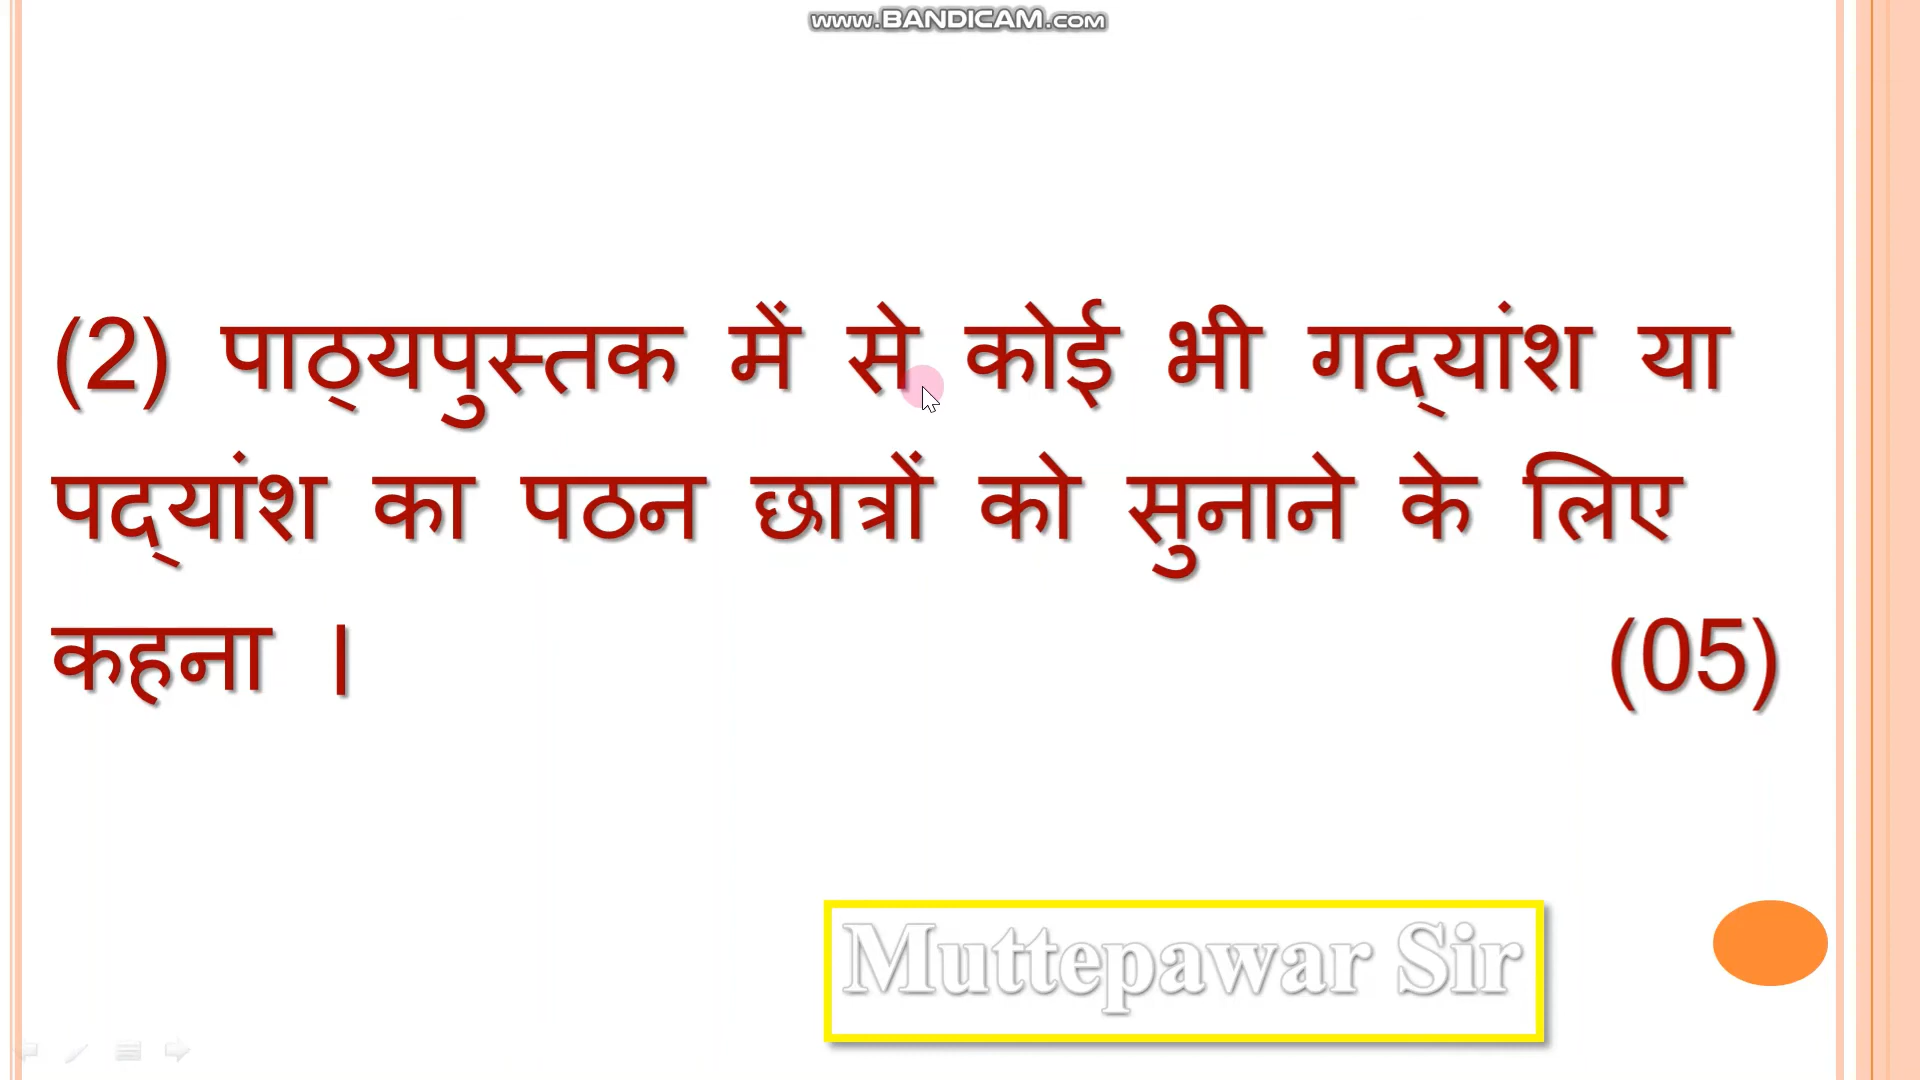 www.BANDICAM.com
(2) पाठ्यपुस्तक में से कोई भी गद्यांश या
पद्यांश का पठन छात्रों को सुनाने के लिए
कहना । (05)
Muttepawar Sir